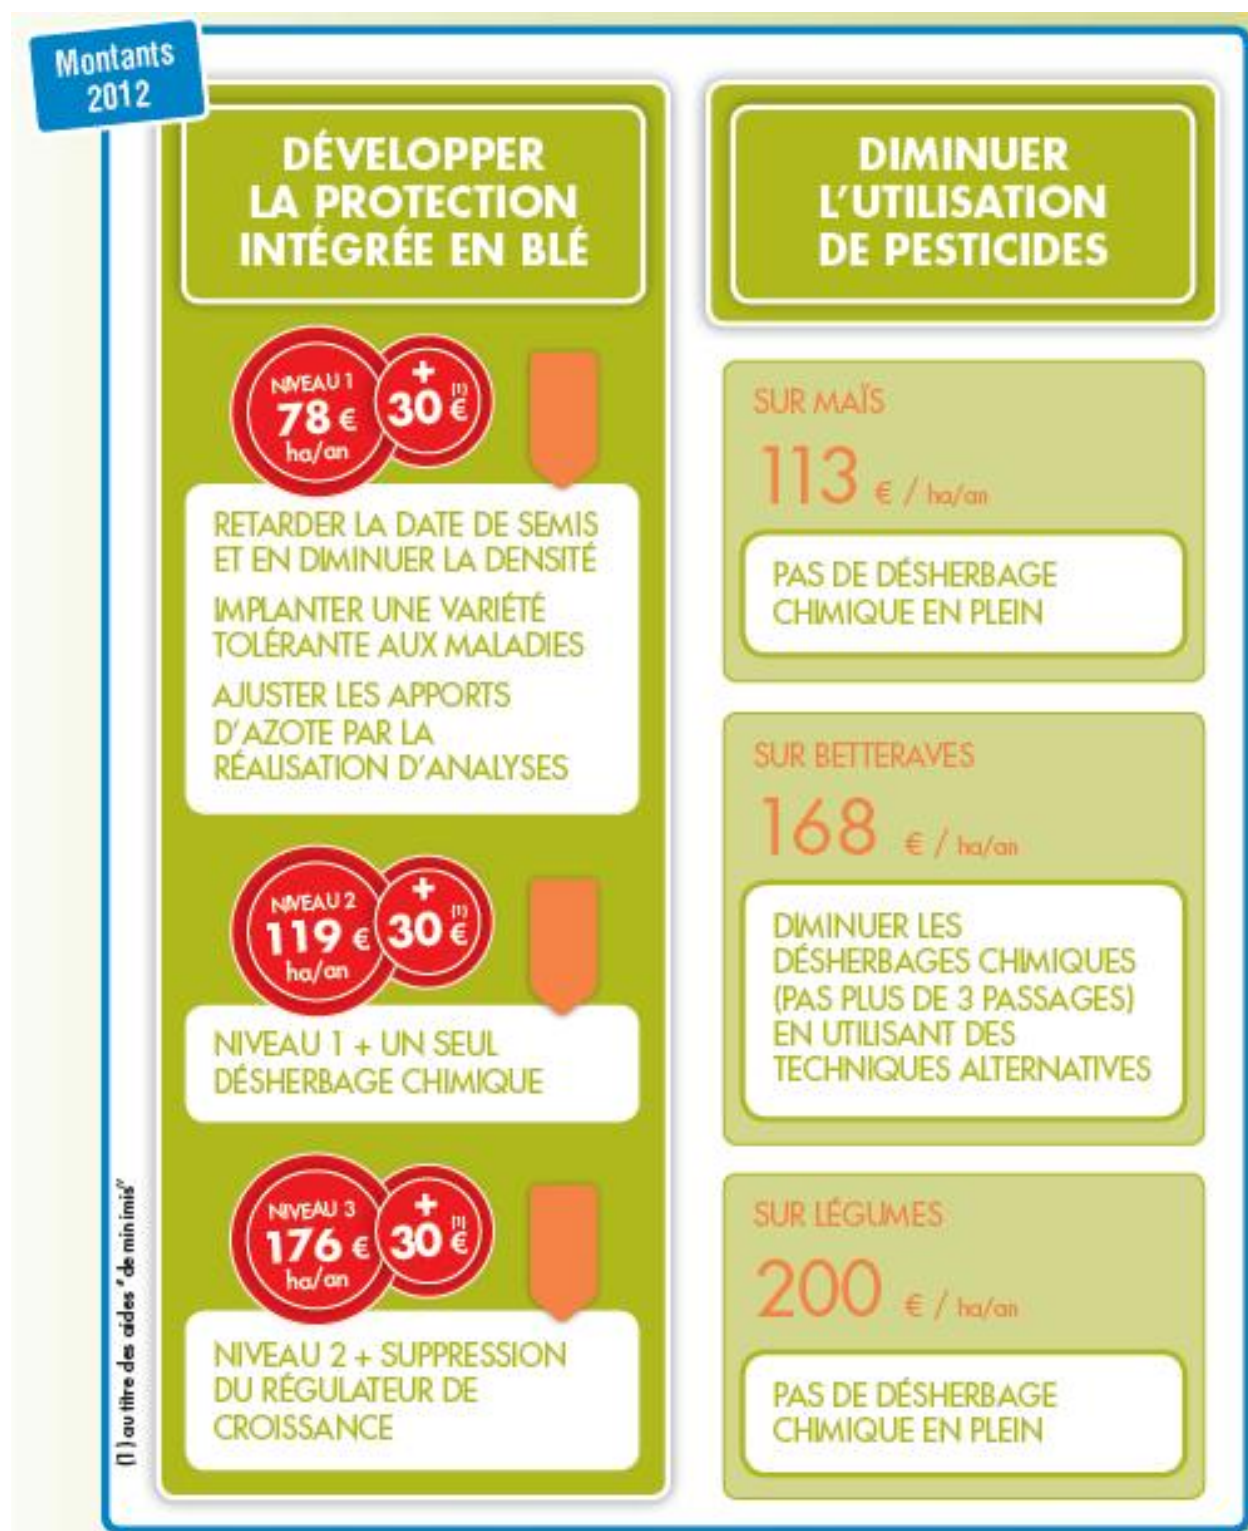 Montants
2012
DÉVELOPPER
LA PROTECTION
INTÉGRÉE EN BLÉ
NIVEAU 1
78 €
ha/an
+
30 € (1)
RETARDER LA DATE DE SEMIS
ET EN DIMINUER LA DENSITÉ
IMPLANTER UNE VARIÉTÉ
TOLÉRANTE AUX MALADIES
AJUSTER LES APPORTS
D'AZOTE PAR LA
RÉALISATION D'ANALYSES
NIVEAU 2
119 €
ha/an
+
30 € (1)
NIVEAU 1 + UN SEUL
DÉSHERBAGE CHIMIQUE
NIVEAU 3
176 €
ha/an
+
30 € (1)
NIVEAU 2 + SUPPRESSION
DU RÉGULATEUR DE
CROISSANCE
(1) au titre des aides "de minimis"
DIMINUER
L'UTILISATION
DE PESTICIDES
SUR MAÏS
113 € / ha/an
PAS DE DÉSHERBAGE
CHIMIQUE EN PLEIN
SUR BETTERAVES
168 € / ha/an
DIMINUER LES
DÉSHERBAGES CHIMIQUES
(PAS PLUS DE 3 PASSAGES)
EN UTILISANT DES
TECHNIQUES ALTERNATIVES
SUR LÉGUMES
200 € / ha/an
PAS DE DÉSHERBAGE
CHIMIQUE EN PLEIN